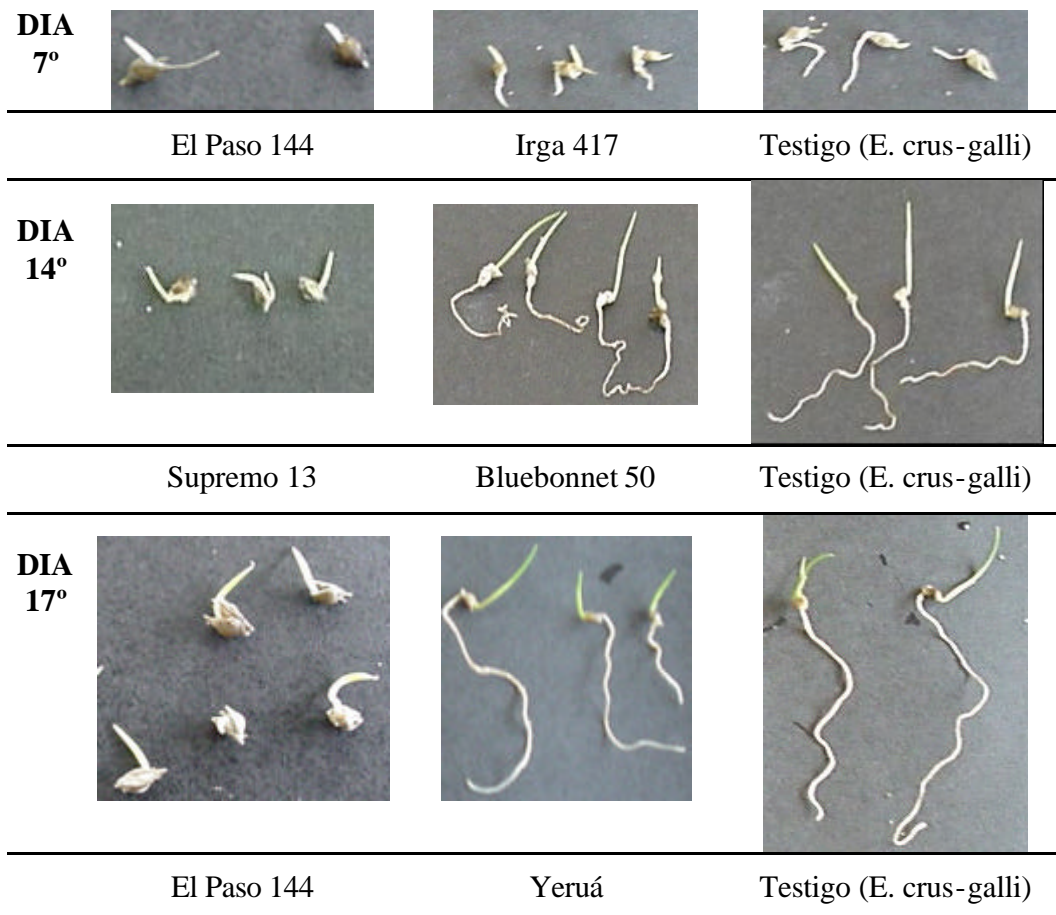 DIA
7º
El Paso 144
Irga 417
Testigo (E. crus-galli)
DIA
14º
Supremo 13
Bluebonnet 50
Testigo (E. crus-galli)
DIA
17º
El Paso 144
Yeruá
Testigo (E. crus-galli)